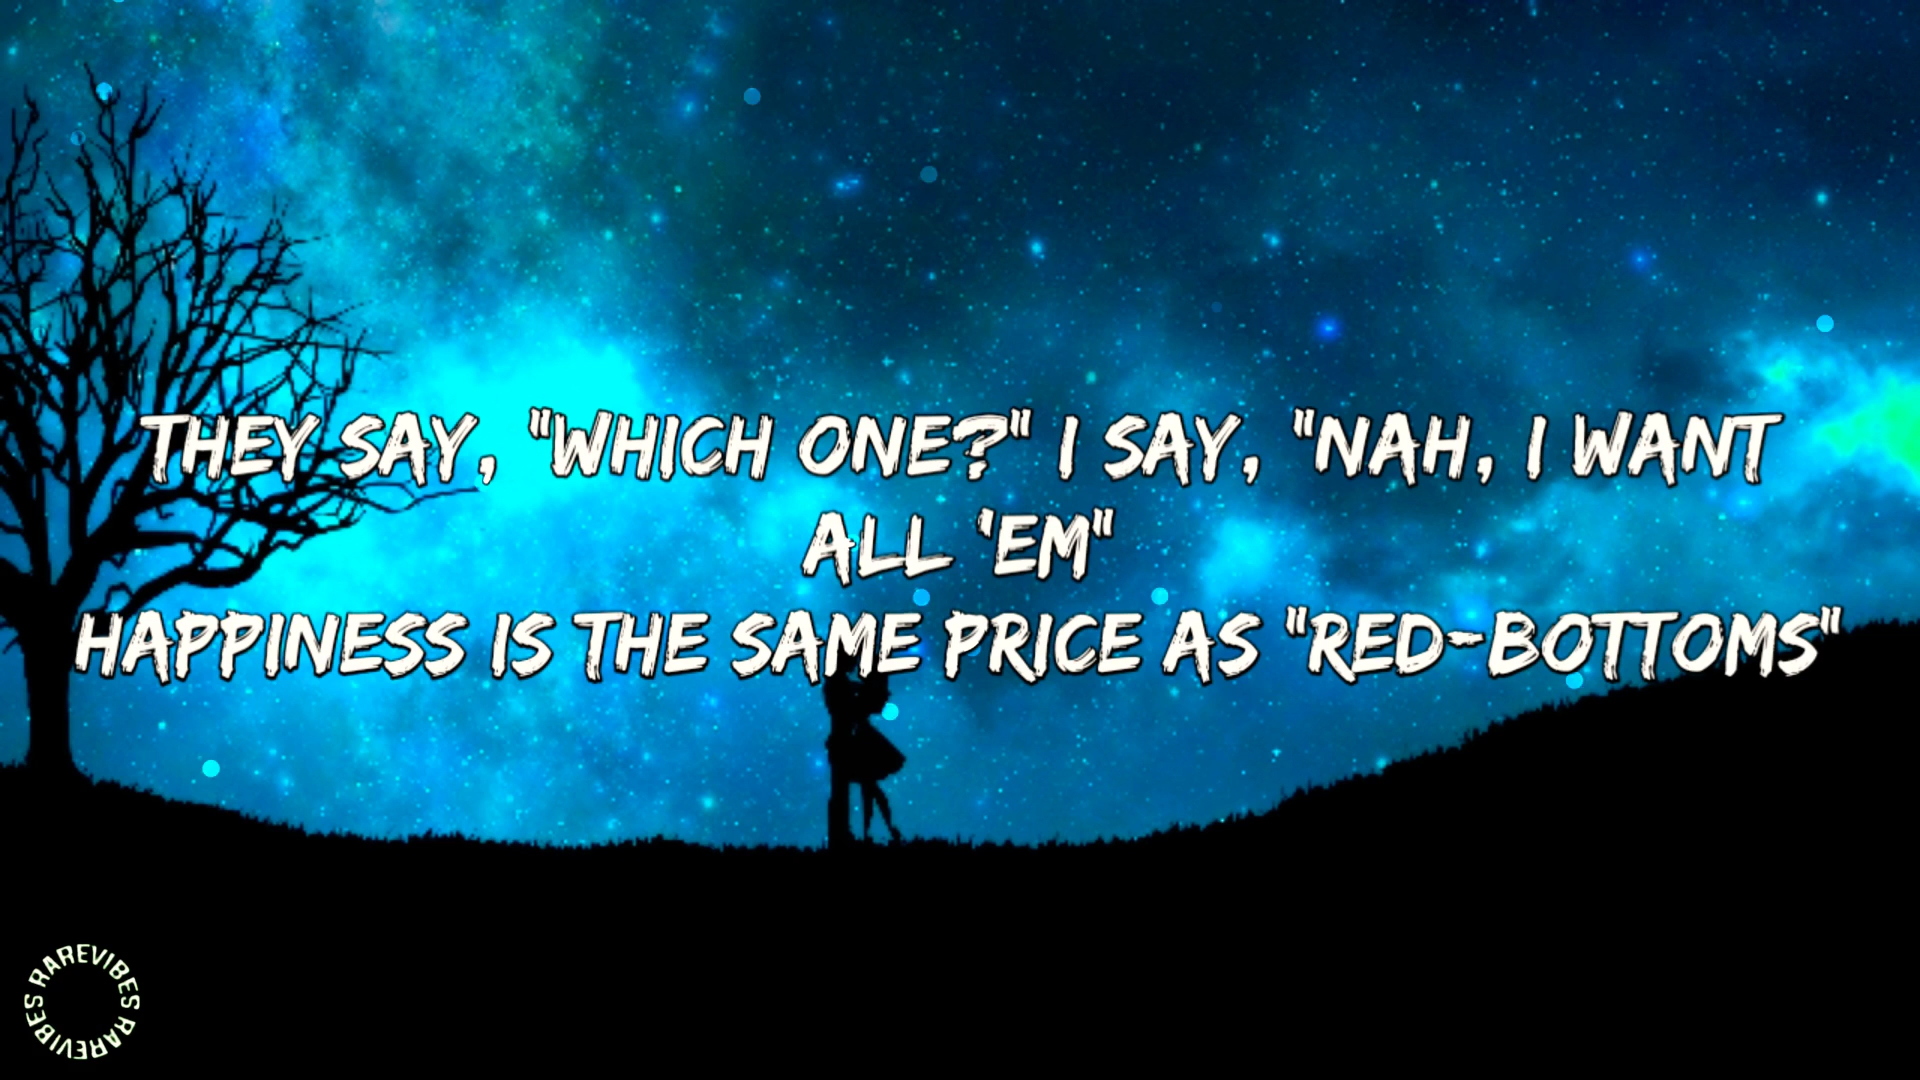 THEY SAY, "WHICH ONE?" I SAY, "NAH, I WANT
ALL 'EM"
HAPPINESS IS THE SAME PRICE AS "RED-BOTTOMS"
RAREVIBES RAREVIBES